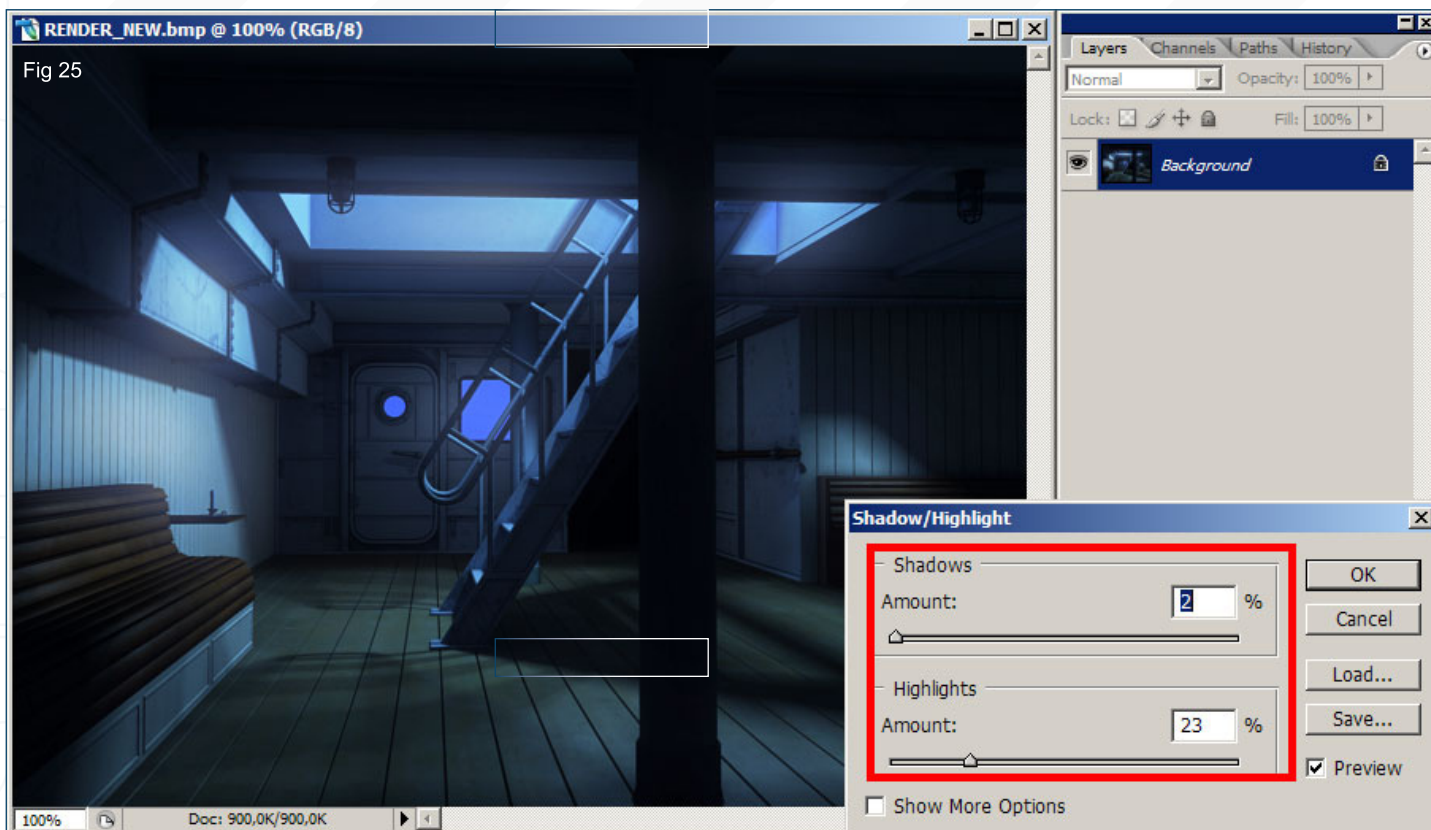 RENDER_NEW.bmp @ 100% (RGB/8)
Fig 25
Layers Channels Paths History
Normal Opacity: 100%
Lock: Fill: 100%
Background
Shadow/Highlight
Shadows
Amount: 2 %
Highlights
Amount: 23 %
OK
Cancel
Load...
Save...
Preview
Show More Options
100% Doc: 900,0K/900,0K